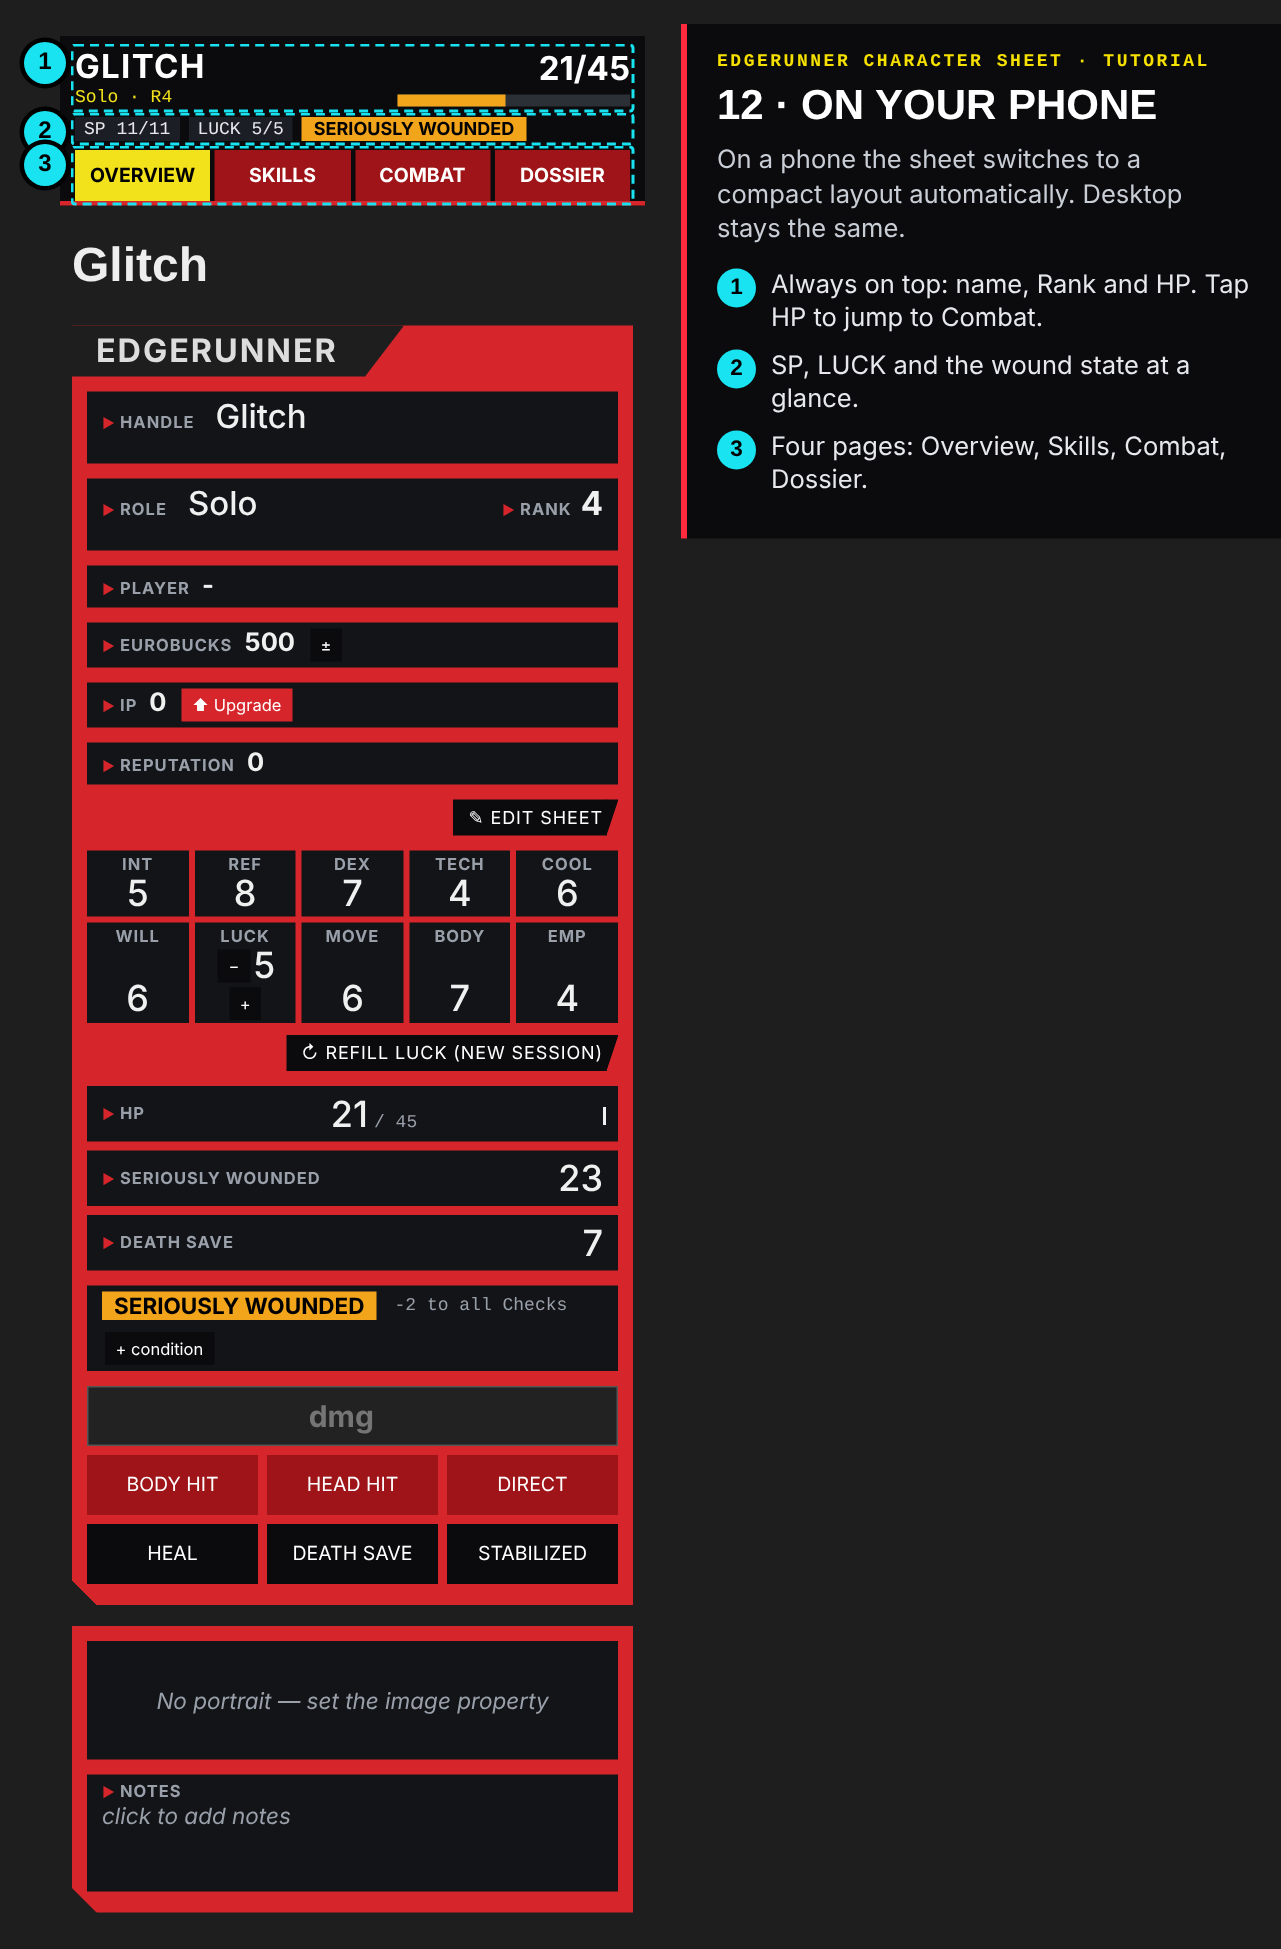 1
GLITCH
21/45
Solo · R4
2
SP 11/11
LUCK 5/5
SERIOUSLY WOUNDED
3
OVERVIEW
SKILLS
COMBAT
DOSSIER
Glitch
EDGERUNNER
HANDLE Glitch
ROLE Solo
RANK 4
PLAYER -
EUROBUCKS 500 ±
IP 0 Upgrade
REPUTATION 0
✎ EDIT SHEET
INT REF DEX TECH COOL
5 8 7 4 6
WILL LUCK MOVE BODY EMP
6 - 5 + 6 7 4
↻ REFILL LUCK (NEW SESSION)
HP 21 / 45
SERIOUSLY WOUNDED 23
DEATH SAVE 7
SERIOUSLY WOUNDED -2 to all Checks
+ condition
dmg
BODY HIT HEAD HIT DIRECT
HEAL DEATH SAVE STABILIZED
No portrait — set the image property
NOTES
click to add notes
EDGERUNNER CHARACTER SHEET · TUTORIAL
12 · ON YOUR PHONE
On a phone the sheet switches to a
compact layout automatically. Desktop
stays the same.
1 Always on top: name, Rank and HP. Tap
HP to jump to Combat.
2 SP, LUCK and the wound state at a
glance.
3 Four pages: Overview, Skills, Combat,
Dossier.